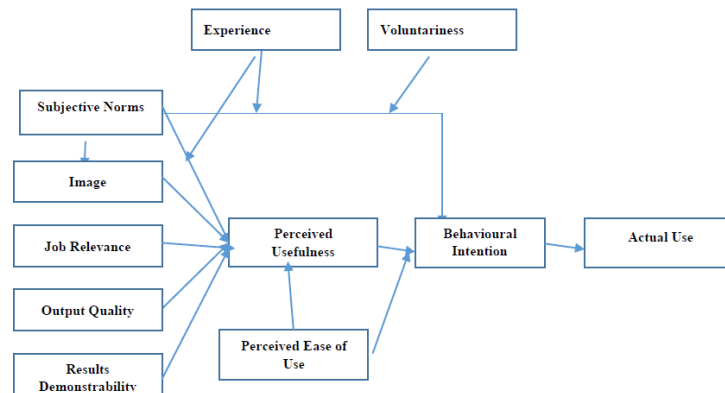 Experience
Voluntariness
Subjective Norms
Image
Job Relevance
Perceived
Usefulness
Behavioural
Intention
Actual Use
Output Quality
Perceived Ease of
Use
Results
Demonstrability